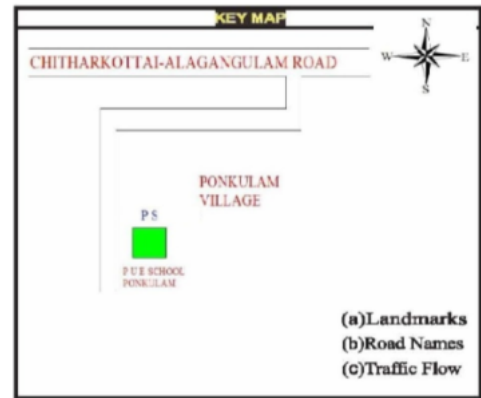 KEY MAP
N
CHITHARKOTTAI-ALAGANGULAM ROAD
W
E
S
PONKULAM
VILLAGE
P S
P U E SCHOOL
PONKULAM
(a)Landmarks
(b)Road Names
(c)Traffic Flow